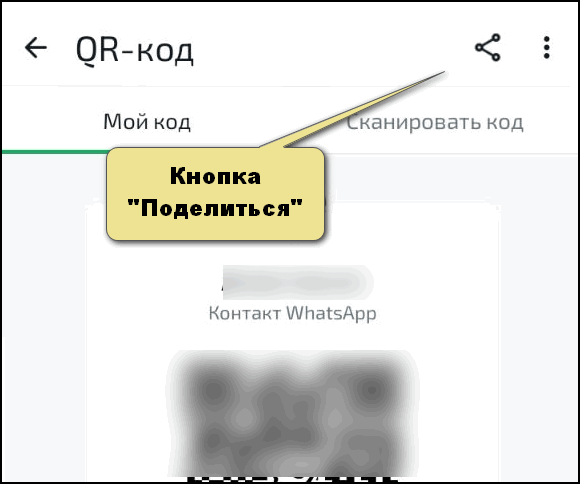 QR-код
Мой код
Сканировать код
Кнопка
"Поделиться"
Контакт WhatsApp